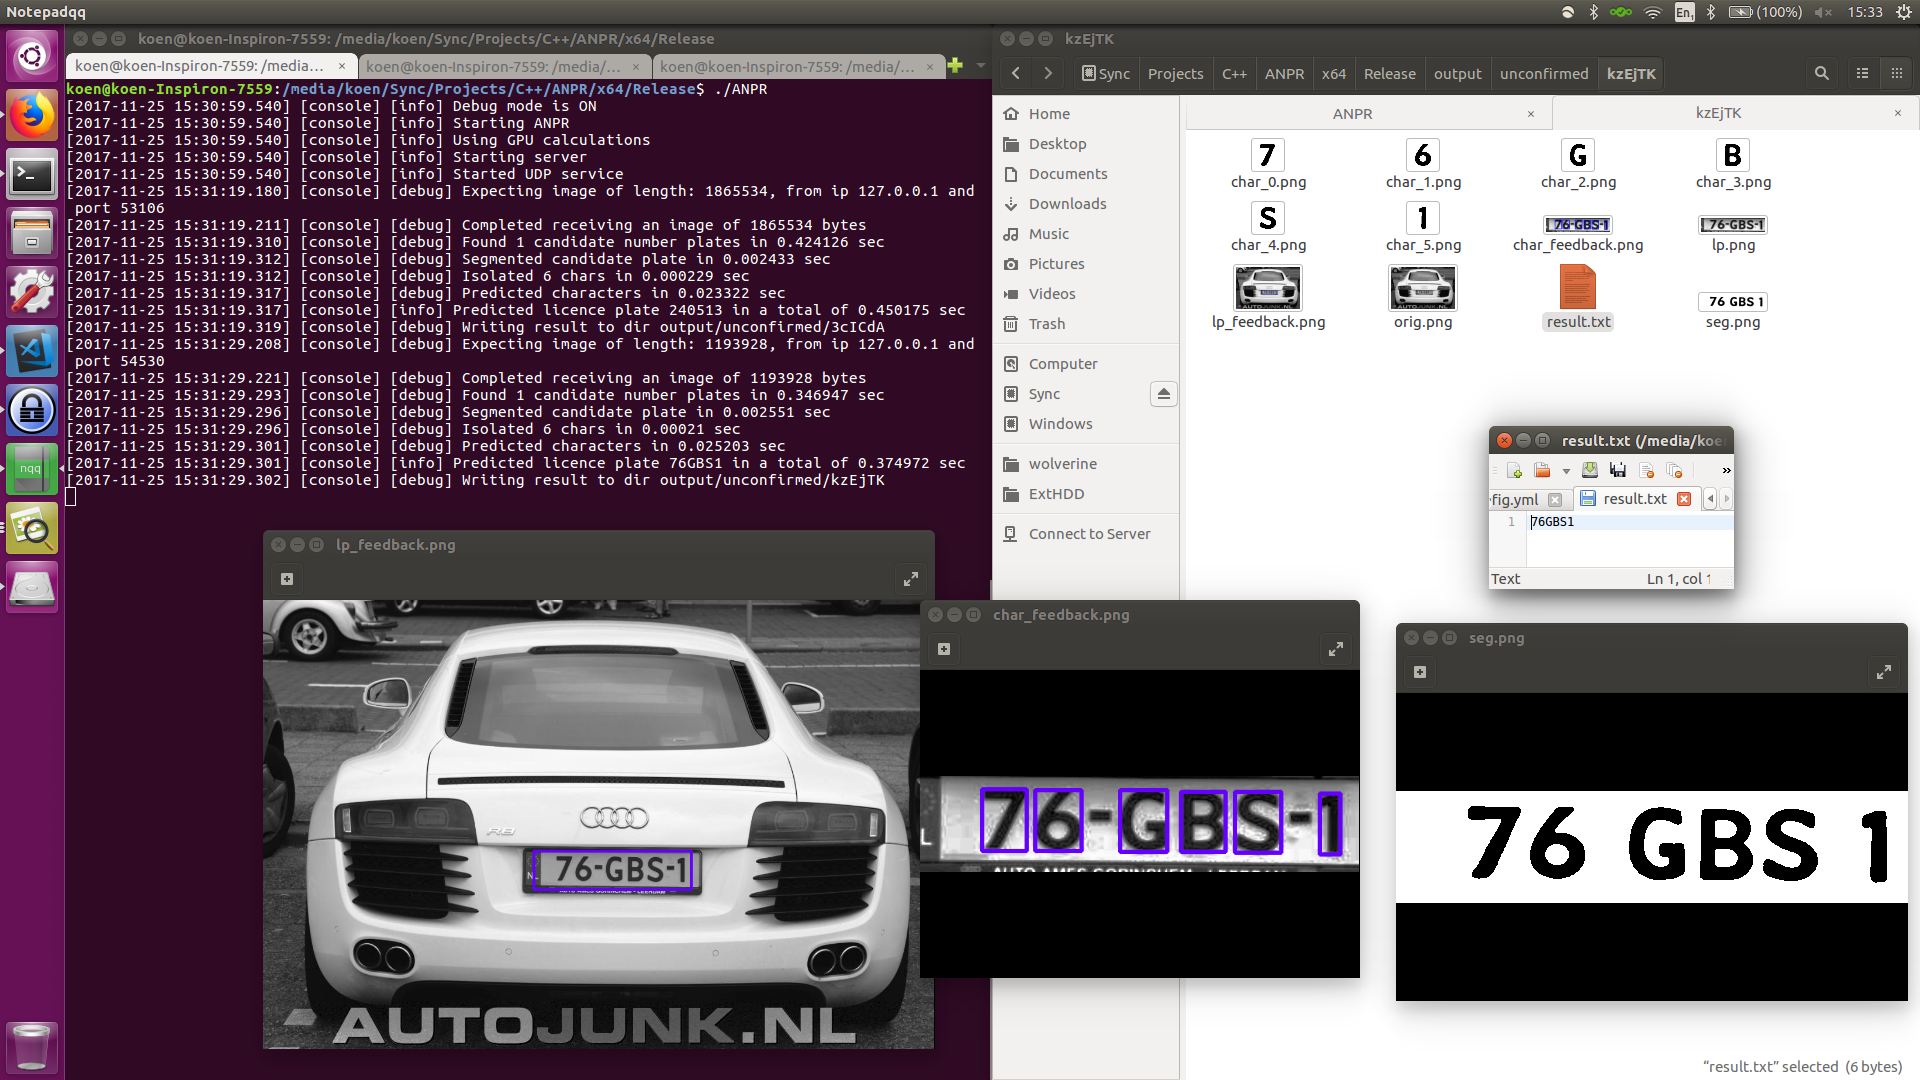 Notepadqq
En1
(100%)
15:33
koen@koen-Inspiron-7559: /media/koen/Sync/Projects/C++/ANPR/x64/Release
koen@koen-Inspiron-7559: /media... ×
koen@koen-Inspiron-7559: /media/... ×
koen@koen-Inspiron-7559: /media/... ×
koen@koen-Inspiron-7559:/media/koen/Sync/Projects/C++/ANPR/x64/Release$ ./ANPR
[2017-11-25 15:30:59.540] [console] [info] Debug mode is ON
[2017-11-25 15:30:59.540] [console] [info] Starting ANPR
[2017-11-25 15:30:59.540] [console] [info] Using GPU calculations
[2017-11-25 15:30:59.540] [console] [info] Starting server
[2017-11-25 15:30:59.540] [console] [info] Started UDP service
[2017-11-25 15:31:19.180] [console] [debug] Expecting image of length: 1865534, from ip 127.0.0.1 and
port 53106
[2017-11-25 15:31:19.211] [console] [debug] Completed receiving an image of 1865534 bytes
[2017-11-25 15:31:19.310] [console] [debug] Found 1 candidate number plates in 0.424126 sec
[2017-11-25 15:31:19.312] [console] [debug] Segmented candidate plate in 0.002433 sec
[2017-11-25 15:31:19.312] [console] [debug] Isolated 6 chars in 0.000229 sec
[2017-11-25 15:31:19.317] [console] [debug] Predicted characters in 0.023322 sec
[2017-11-25 15:31:19.317] [console] [info] Predicted licence plate 240513 in a total of 0.450175 sec
[2017-11-25 15:31:19.319] [console] [debug] Writing result to dir output/unconfirmed/3cICdA
[2017-11-25 15:31:29.208] [console] [debug] Expecting image of length: 1193928, from ip 127.0.0.1 and
port 54530
[2017-11-25 15:31:29.221] [console] [debug] Completed receiving an image of 1193928 bytes
[2017-11-25 15:31:29.293] [console] [debug] Found 1 candidate number plates in 0.346947 sec
[2017-11-25 15:31:29.296] [console] [debug] Segmented candidate plate in 0.002551 sec
[2017-11-25 15:31:29.296] [console] [debug] Isolated 6 chars in 0.00021 sec
[2017-11-25 15:31:29.301] [console] [debug] Predicted characters in 0.025203 sec
[2017-11-25 15:31:29.301] [console] [info] Predicted licence plate 76GBS1 in a total of 0.374972 sec
[2017-11-25 15:31:29.302] [console] [debug] Writing result to dir output/unconfirmed/kzEjTK
nqq
kzEjTK
Sync Projects C++ ANPR x64 Release output unconfirmed kzEjTK
Home
Desktop
Documents
Downloads
Music
Pictures
Videos
Trash
Computer
Sync
Windows
wolverine
ExtHDD
Connect to Server
ANPR ×
kzEjTK ×
7 6 G B
char_0.png char_1.png char_2.png char_3.png
S 1 76-GBS-1 76-GBS-1
char_4.png char_5.png char_feedback.png lp.png
AUTOJUNK.NL 76 GBS 1
lp_feedback.png orig.png result.txt seg.png
result.txt (/media/koe
fig.yml
result.txt
1 76GBS1
Text Ln 1, col 1
lp_feedback.png
R8
NL 76-GBS-1
AUTOJUNK.NL
char_feedback.png
L 76-GBS-1
AUTO AMES GORINCHEM - LEERDAM
seg.png
76 GBS 1
"result.txt" selected (6 bytes)